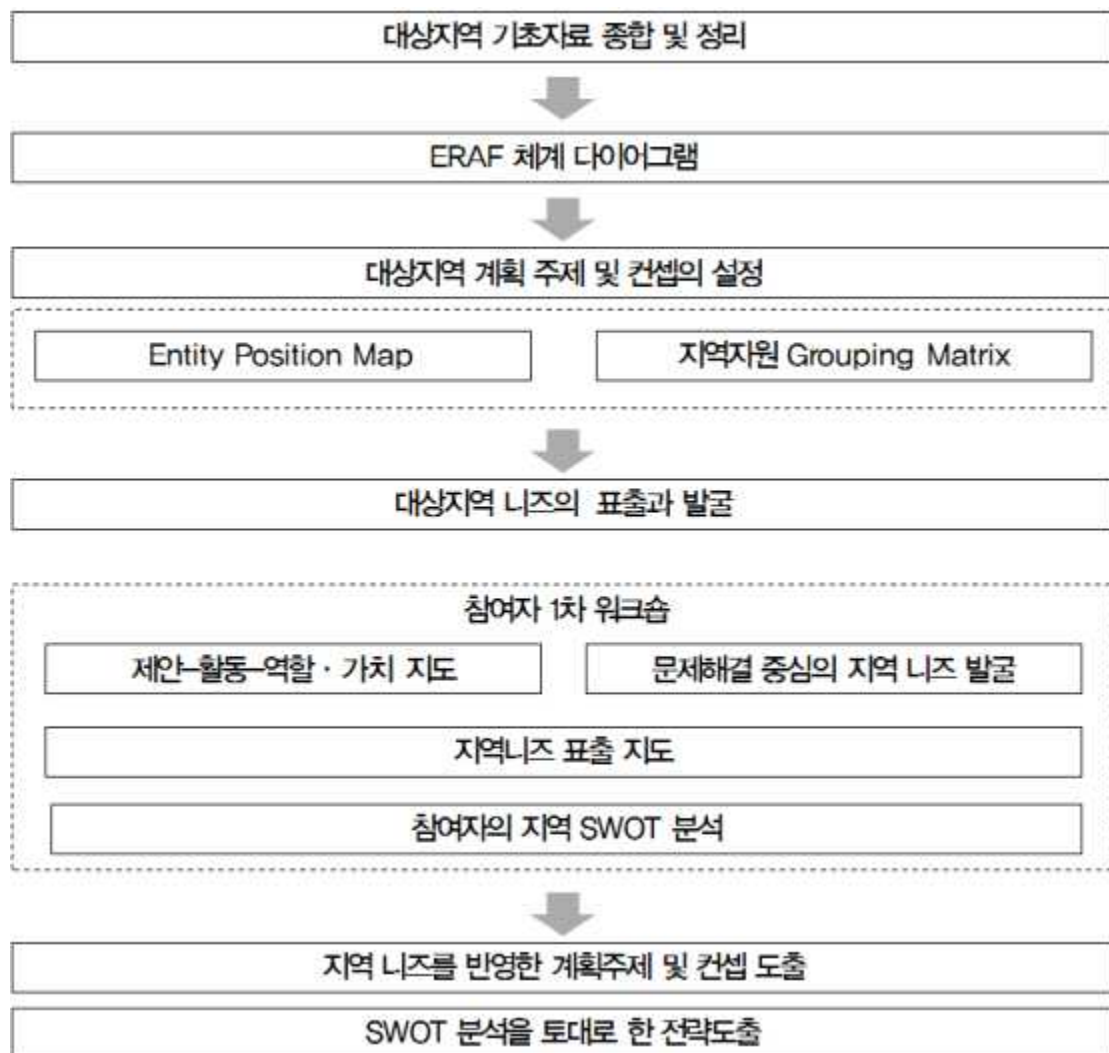 대상지역 기초자료 종합 및 정리
ERAF 체계 다이어그램
대상지역 계획 주제 및 컨셉의 설정
Entity Position Map
지역자원 Grouping Matrix
대상지역 니즈의 표출과 발굴
참여자 1차 워크숍
제안-활동-역할·가치 지도
문제해결 중심의 지역 니즈 발굴
지역니즈 표출 지도
참여자의 지역 SWOT 분석
지역 니즈를 반영한 계획주제 및 컨셉 도출
SWOT 분석을 토대로 한 전략도출